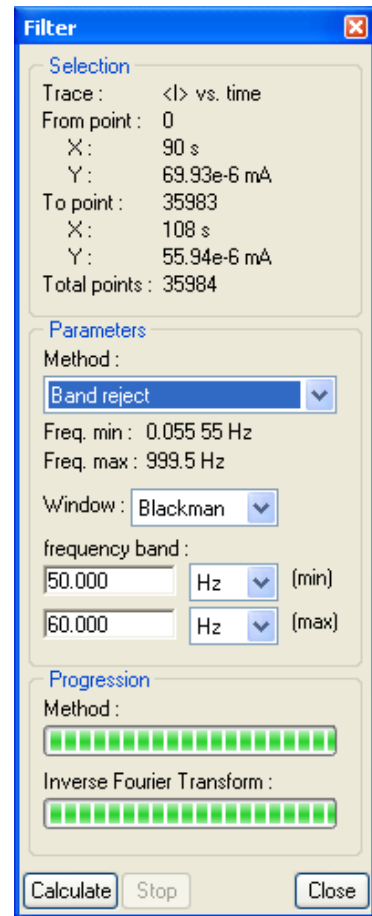 Filter
Selection
Trace : <I> vs. time
From point : 0
X : 90 s
Y : 69.93e-6 mA
To point : 35983
X : 108 s
Y : 55.94e-6 mA
Total points : 35984
Parameters
Method :
Band reject
Freq. min : 0.055 55 Hz
Freq. max : 999.5 Hz
Window : Blackman
frequency band :
50.000 Hz (min)
60.000 Hz (max)
Progression
Method :
Inverse Fourier Transform :
Calculate Stop Close